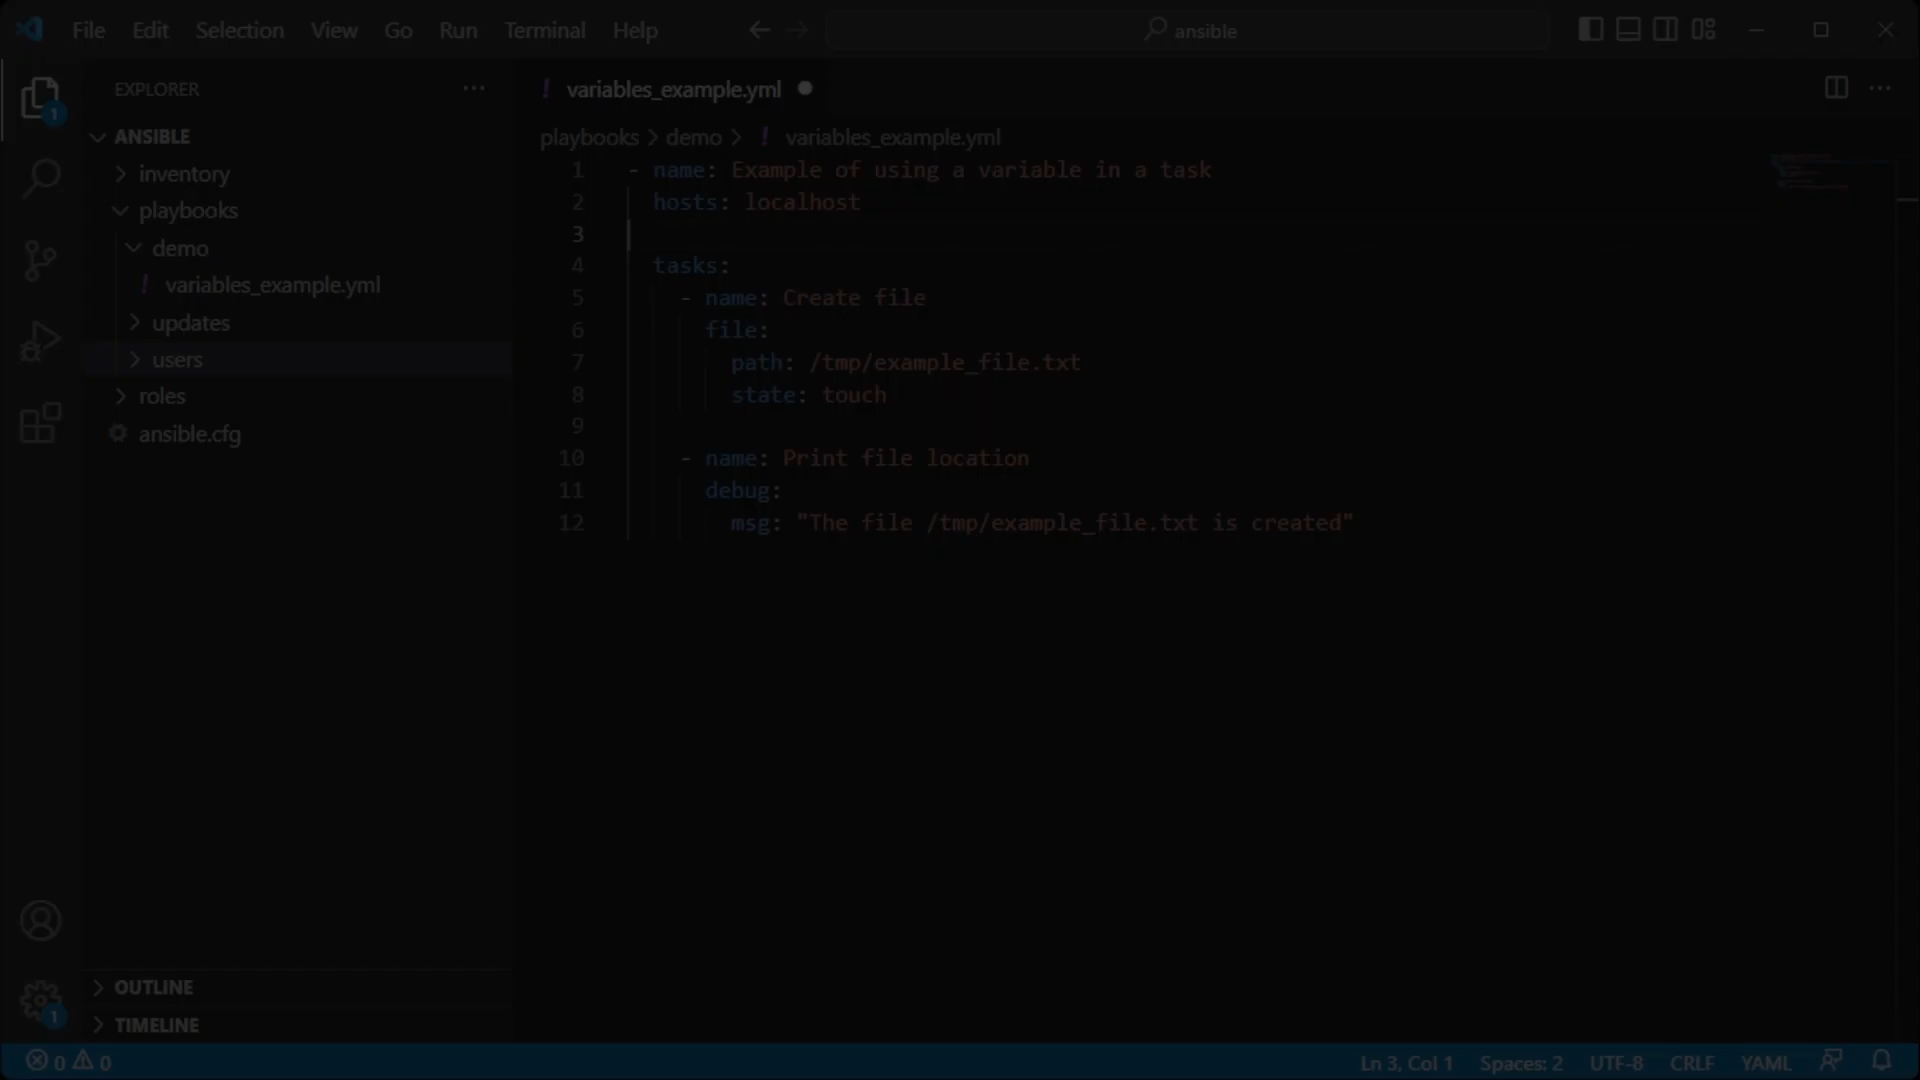 File Edit Selection View Go Run Terminal Help
ansible
EXPLORER
variables_example.yml
1
ANSIBLE
playbooks > demo > ! variables_example.yml
inventory
playbooks
demo
! variables_example.yml
updates
users
roles
ansible.cfg
1 - name: Example of using a variable in a task
2 hosts: localhost
3
4 tasks:
5 - name: Create file
6 file:
7 path: /tmp/example_file.txt
8 state: touch
9
10 - name: Print file location
11 debug:
12 msg: "The file /tmp/example_file.txt is created"
OUTLINE
1
TIMELINE
0 0 Ln 3, Col 1 Spaces: 2 UTF-8 CRLF YAML